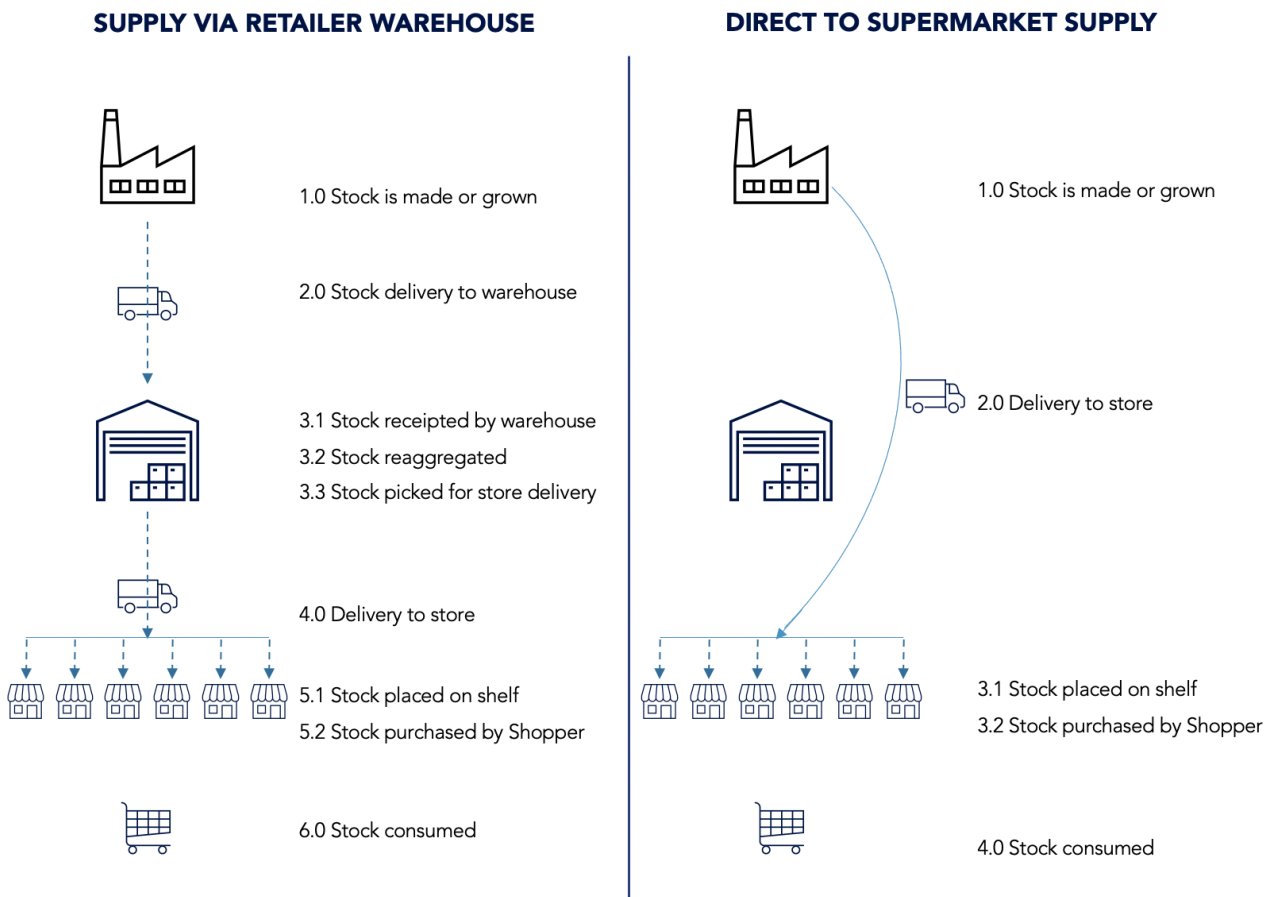 SUPPLY VIA RETAILER WAREHOUSE
1.0 Stock is made or grown
2.0 Stock delivery to warehouse
3.1 Stock receipted by warehouse
3.2 Stock reaggregated
3.3 Stock picked for store delivery
4.0 Delivery to store
5.1 Stock placed on shelf
5.2 Stock purchased by Shopper
6.0 Stock consumed
DIRECT TO SUPERMARKET SUPPLY
1.0 Stock is made or grown
2.0 Delivery to store
3.1 Stock placed on shelf
3.2 Stock purchased by Shopper
4.0 Stock consumed